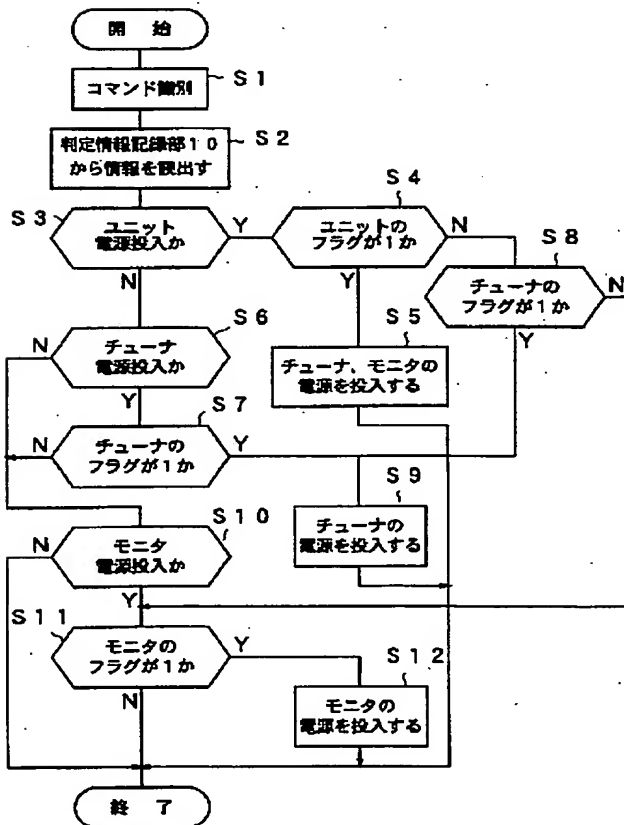 開 始
コマンド識別
S1
判定情報記録部10
から情報を読出す
S2
S3
ユニット
電源投入か
Y
N
S4
ユニットの
フラグが1か
N
Y
S8
チューナの
フラグが1か
N
Y
S6
チューナ
電源投入か
N
Y
S5
チューナ、モニタの
電源を投入する
S7
チューナの
フラグが1か
N
Y
S9
チューナの
電源を投入する
S10
モニタ
電源投入か
N
Y
S11
モニタの
フラグが1か
Y
N
S12
モニタの
電源を投入する
終 了